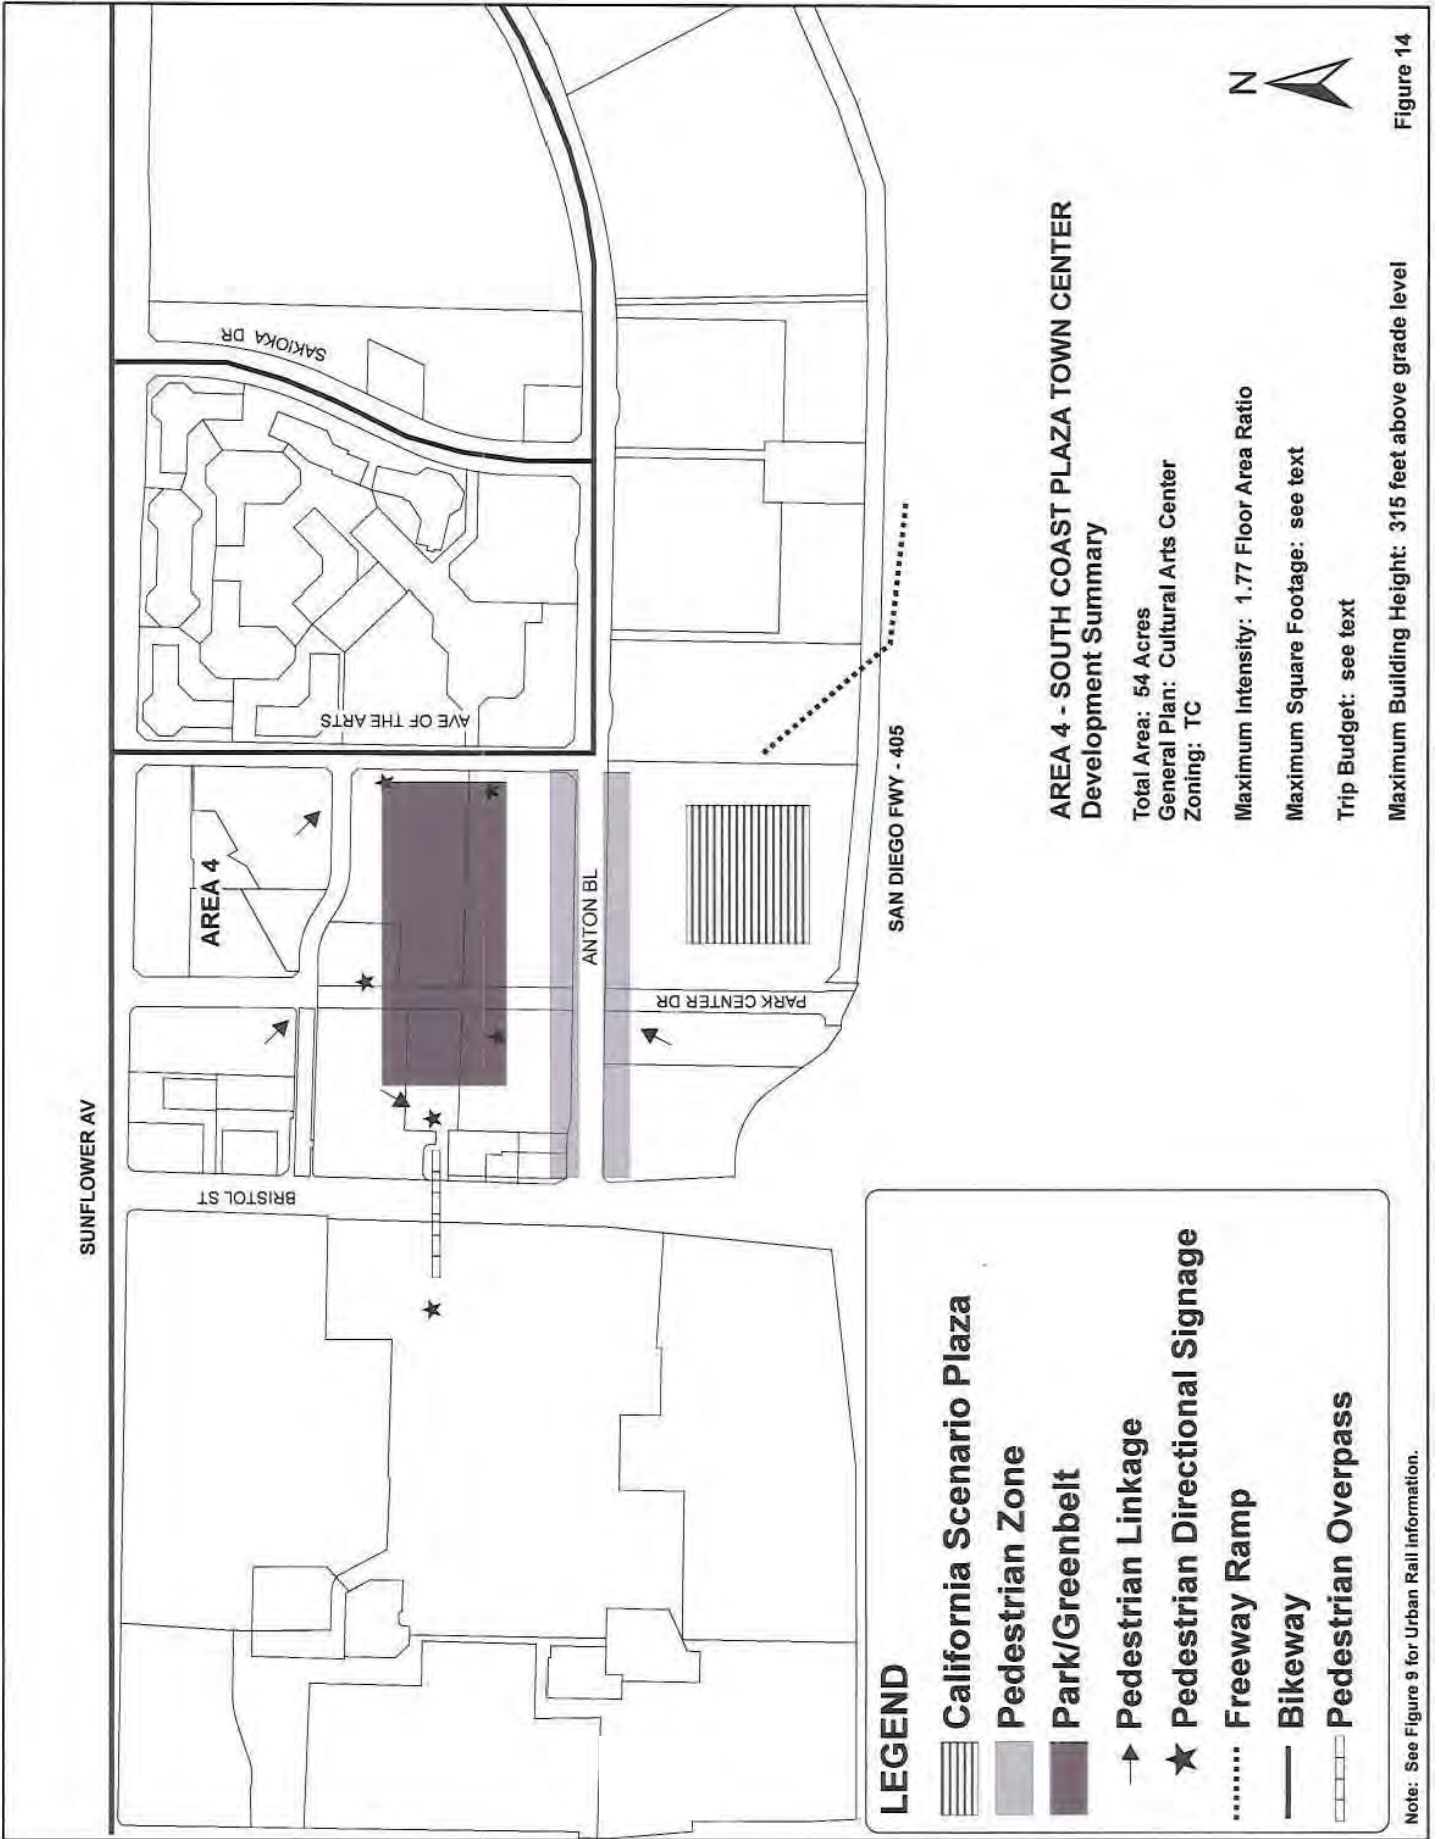 SUNFLOWER AV
BRISTOL ST
AREA 4
AVE OF THE ARTS
SAKIOKA DR
ANTON BL
PARK CENTER DR
SAN DIEGO FWY - 405
LEGEND
California Scenario Plaza
Pedestrian Zone
Park/Greenbelt
Pedestrian Linkage
Pedestrian Directional Signage
Freeway Ramp
Bikeway
Pedestrian Overpass
AREA 4 - SOUTH COAST PLAZA TOWN CENTER
Development Summary
Total Area: 54 Acres
General Plan: Cultural Arts Center
Zoning: TC
Maximum Intensity: 1.77 Floor Area Ratio
Maximum Square Footage: see text
Trip Budget: see text
Maximum Building Height: 315 feet above grade level
N
Note: See Figure 9 for Urban Rail information.
Figure 14